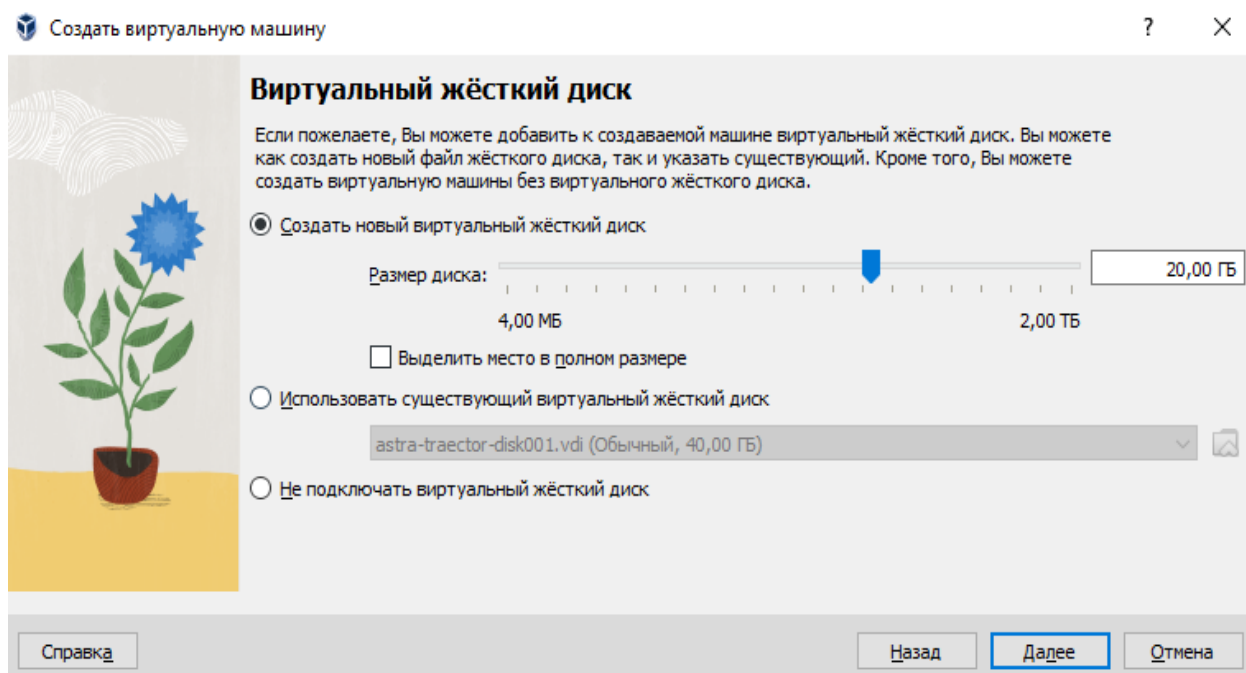 Создать виртуальную машину
?
Виртуальный жёсткий диск
Если пожелаете, Вы можете добавить к создаваемой машине виртуальный жёсткий диск. Вы можете
как создать новый файл жёсткого диска, так и указать существующий. Кроме того, Вы можете
создать виртуальную машины без виртуального жёсткого диска.
Создать новый виртуальный жёсткий диск
Размер диска:
20,00 ГБ
4,00 МБ
2,00 ТБ
Выделить место в полном размере
Использовать существующий виртуальный жёсткий диск
astra-traector-disk001.vdi (Обычный, 40,00 ГБ)
Не подключать виртуальный жёсткий диск
Справка
Назад
Далее
Отмена